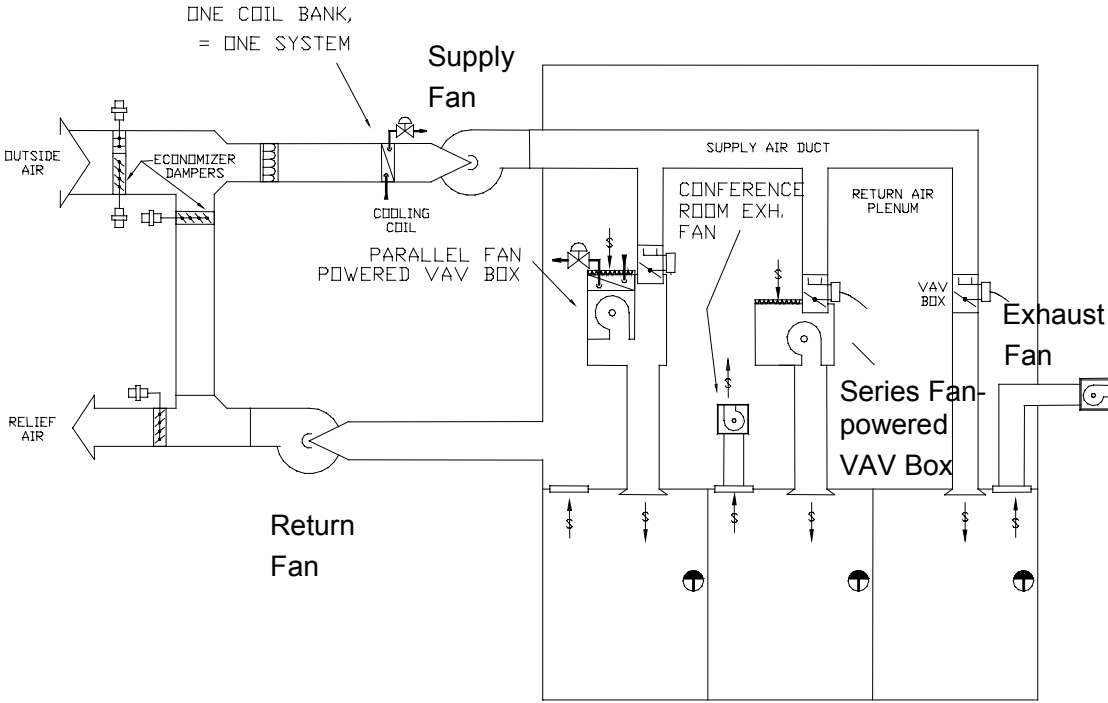 ONE COIL BANK,
= ONE SYSTEM
Supply
Fan
OUTSIDE
AIR
ECONOMIZER
DAMPERS
COOLING
COIL
SUPPLY AIR DUCT
CONFERENCE
ROOM EXH.
FAN
RETURN AIR
PLENUM
PARALLEL FAN
POWERED VAV BOX
S
S
VAV
BOX
Exhaust
Fan
S
Series Fan-
powered
VAV Box
RELIEF
AIR
Return
Fan
S
S
S
S
S
S
T
T
T